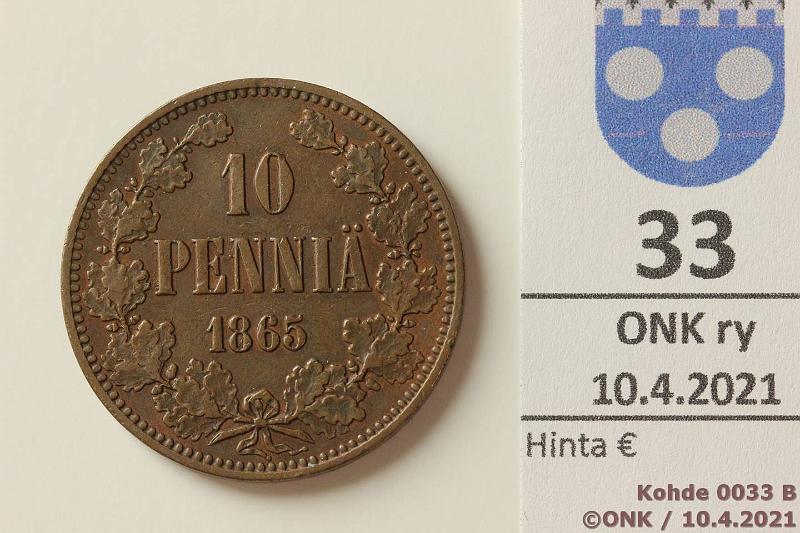 10
PENNIÄ
1865
33
ONK ry
10.4.2021
Hinta €
Kohde 0033 B
©ONK / 10.4.2021